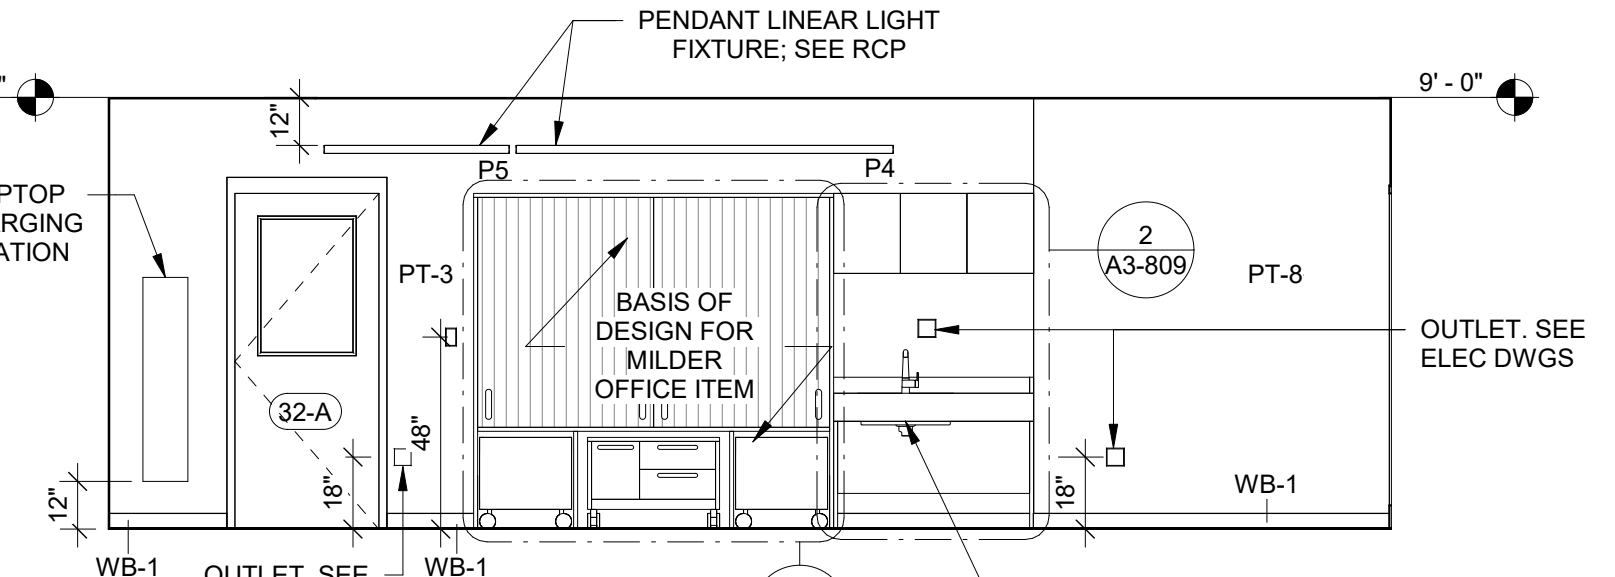 PENDANT LINEAR LIGHT
FIXTURE; SEE RCP
"
9' - 0"
12"
P5
P4
2
A3-809
PT-3
PT-8
BASIS OF
DESIGN FOR
MILDER
OFFICE ITEM
OUTLET. SEE
ELEC DWGS
32-A
48"
18"
12"
18"
WB-1
WB-1
WB-1
OUTLET. SEE